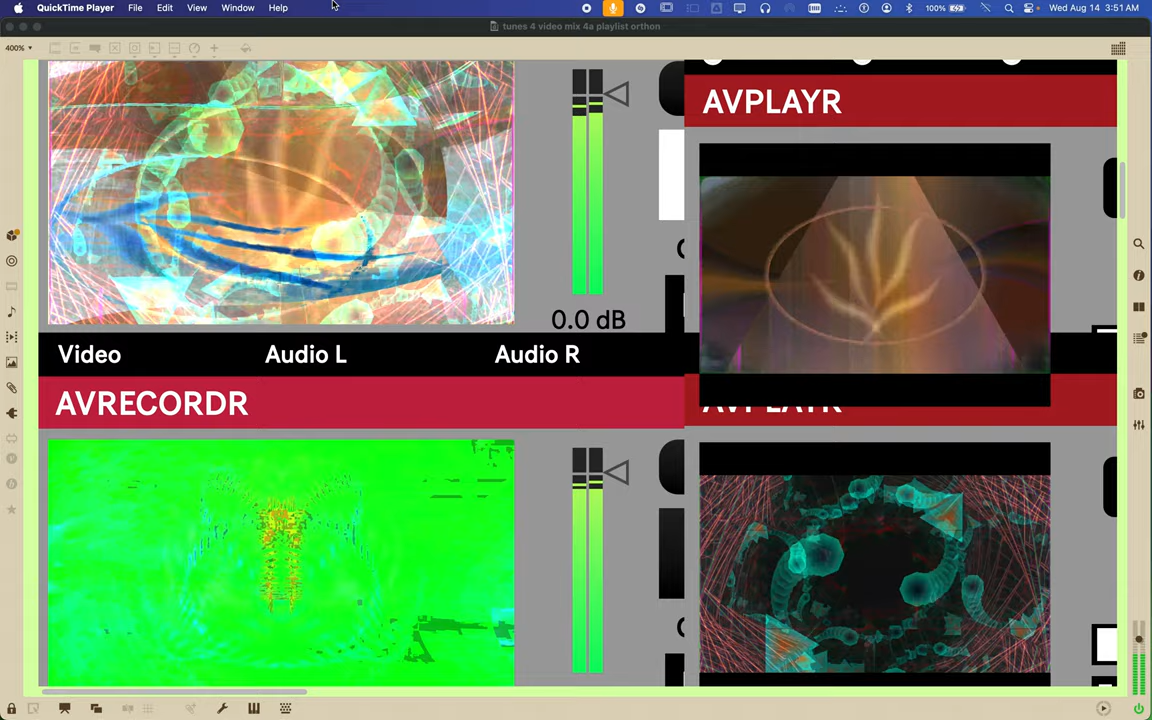 QuickTime Player File Edit View Window Help 100% Wed Aug 14 3:51 AM
tunes 4 video mix 4a playlist orthon
400%
AVPLAYR
0.0 dB
Video Audio L Audio R
AVRECORDR